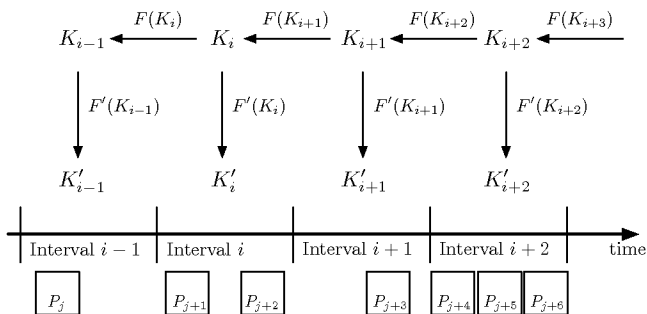 F(K_i) F(K_{i+1}) F(K_{i+2}) F(K_{i+3})
K_{i−1} K_i K_{i+1} K_{i+2}
F′(K_{i−1}) F′(K_i) F′(K_{i+1}) F′(K_{i+2})
K′_{i−1} K′_i K′_{i+1} K′_{i+2}
Interval i − 1 Interval i Interval i + 1 Interval i + 2 time
P_j P_{j+1} P_{j+2} P_{j+3} P_{j+4} P_{j+5} P_{j+6}